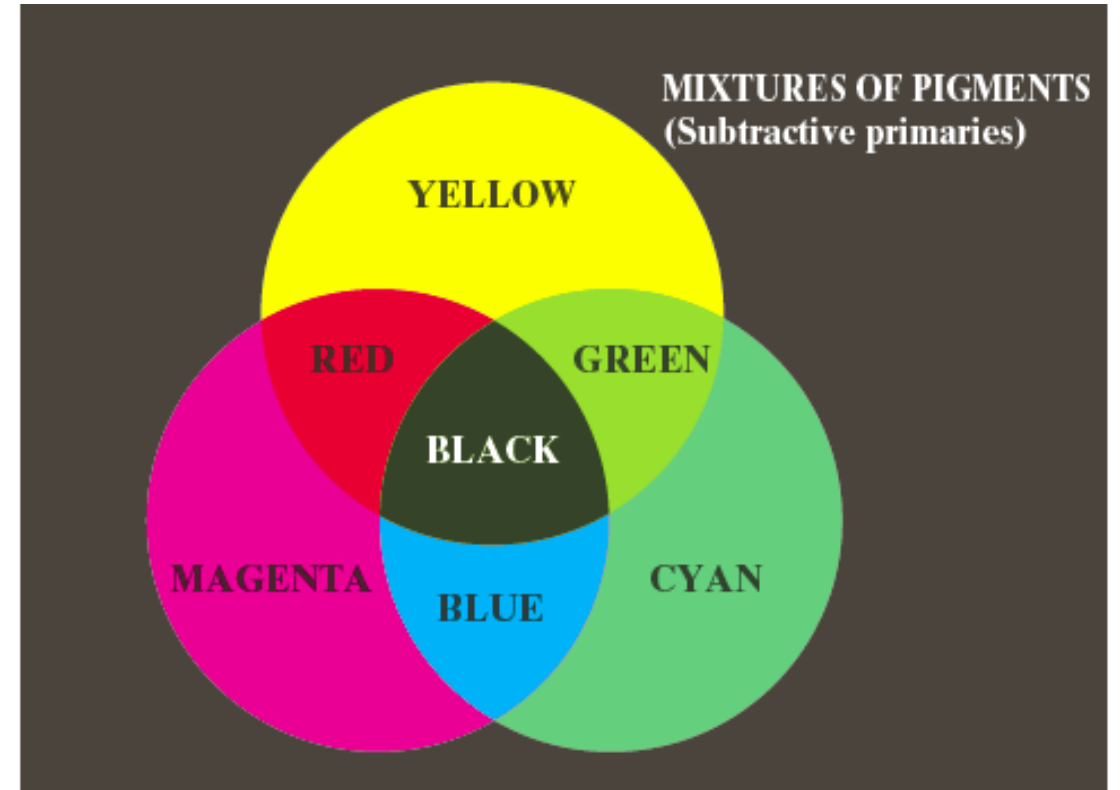 MIXTURES OF PIGMENTS
(Subtractive primaries)
YELLOW
RED
GREEN
BLACK
MAGENTA
CYAN
BLUE